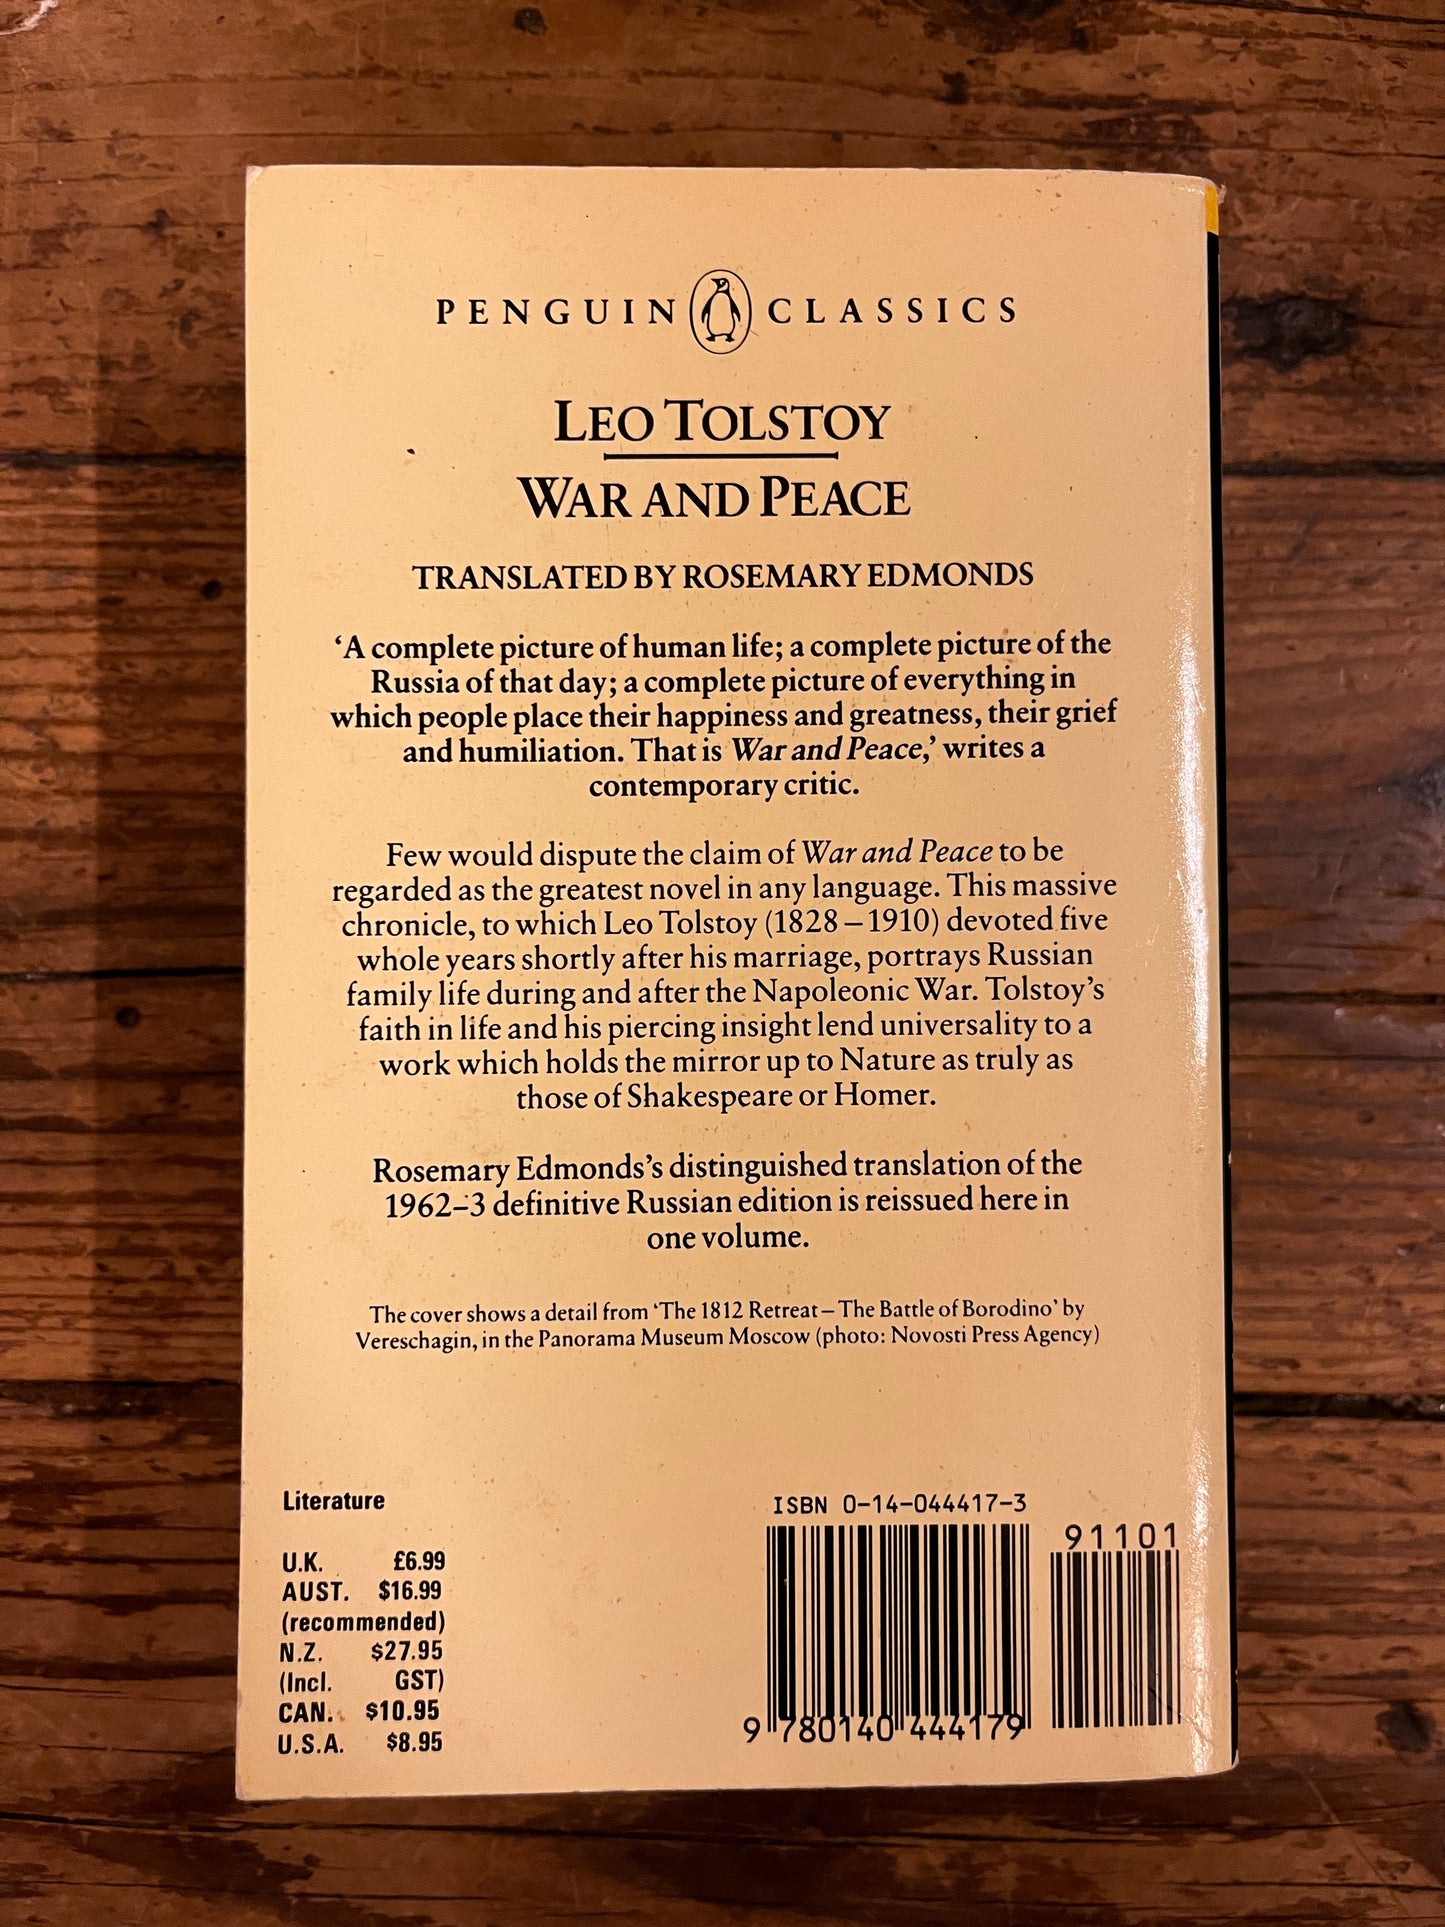 PENGUIN CLASSICS
LEO TOLSTOY
WAR AND PEACE
TRANSLATED BY ROSEMARY EDMONDS
‘A complete picture of human life; a complete picture of the
Russia of that day; a complete picture of everything in
which people place their happiness and greatness, their grief
and humiliation. That is War and Peace,’ writes a
contemporary critic.
Few would dispute the claim of War and Peace to be
regarded as the greatest novel in any language. This massive
chronicle, to which Leo Tolstoy (1828–1910) devoted five
whole years shortly after his marriage, portrays Russian
family life during and after the Napoleonic War. Tolstoy’s
faith in life and his piercing insight lend universality to a
work which holds the mirror up to Nature as truly as
those of Shakespeare or Homer.
Rosemary Edmonds’s distinguished translation of the
1962–3 definitive Russian edition is reissued here in
one volume.
The cover shows a detail from ‘The 1812 Retreat – The Battle of Borodino’ by
Vereschagin, in the Panorama Museum Moscow (photo: Novosti Press Agency)
Literature
U.K. £6.99
AUST. $16.99
(recommended)
N.Z. $27.95
(Incl. GST)
CAN. $10.95
U.S.A. $8.95
ISBN 0-14-044417-3
91101
9 780140 444179